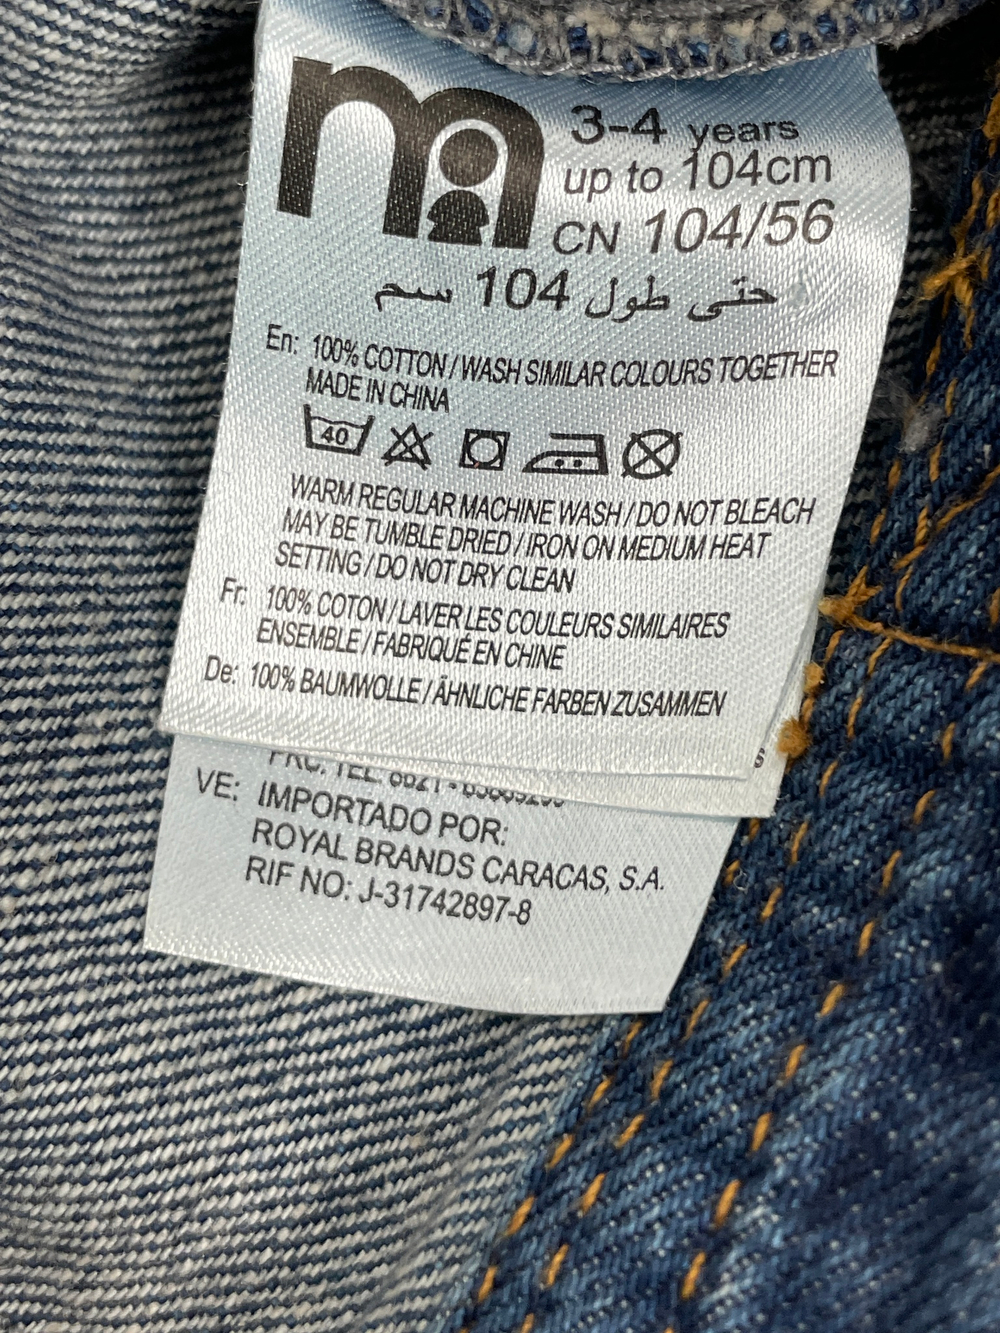 3-4 years
up to 104cm
CN 104/56
حتى طول 104 سم
En: 100% COTTON / WASH SIMILAR COLOURS TOGETHER
MADE IN CHINA
40
WARM REGULAR MACHINE WASH / DO NOT BLEACH
MAY BE TUMBLE DRIED / IRON ON MEDIUM HEAT
SETTING / DO NOT DRY CLEAN
Fr: 100% COTON / LAVER LES COULEURS SIMILAIRES
ENSEMBLE / FABRIQUÉ EN CHINE
De: 100% BAUMWOLLE / ÄHNLICHE FARBEN ZUSAMMEN
PRC. TEL
VE: IMPORTADO POR:
ROYAL BRANDS CARACAS, S.A.
RIF NO: J-31742897-8